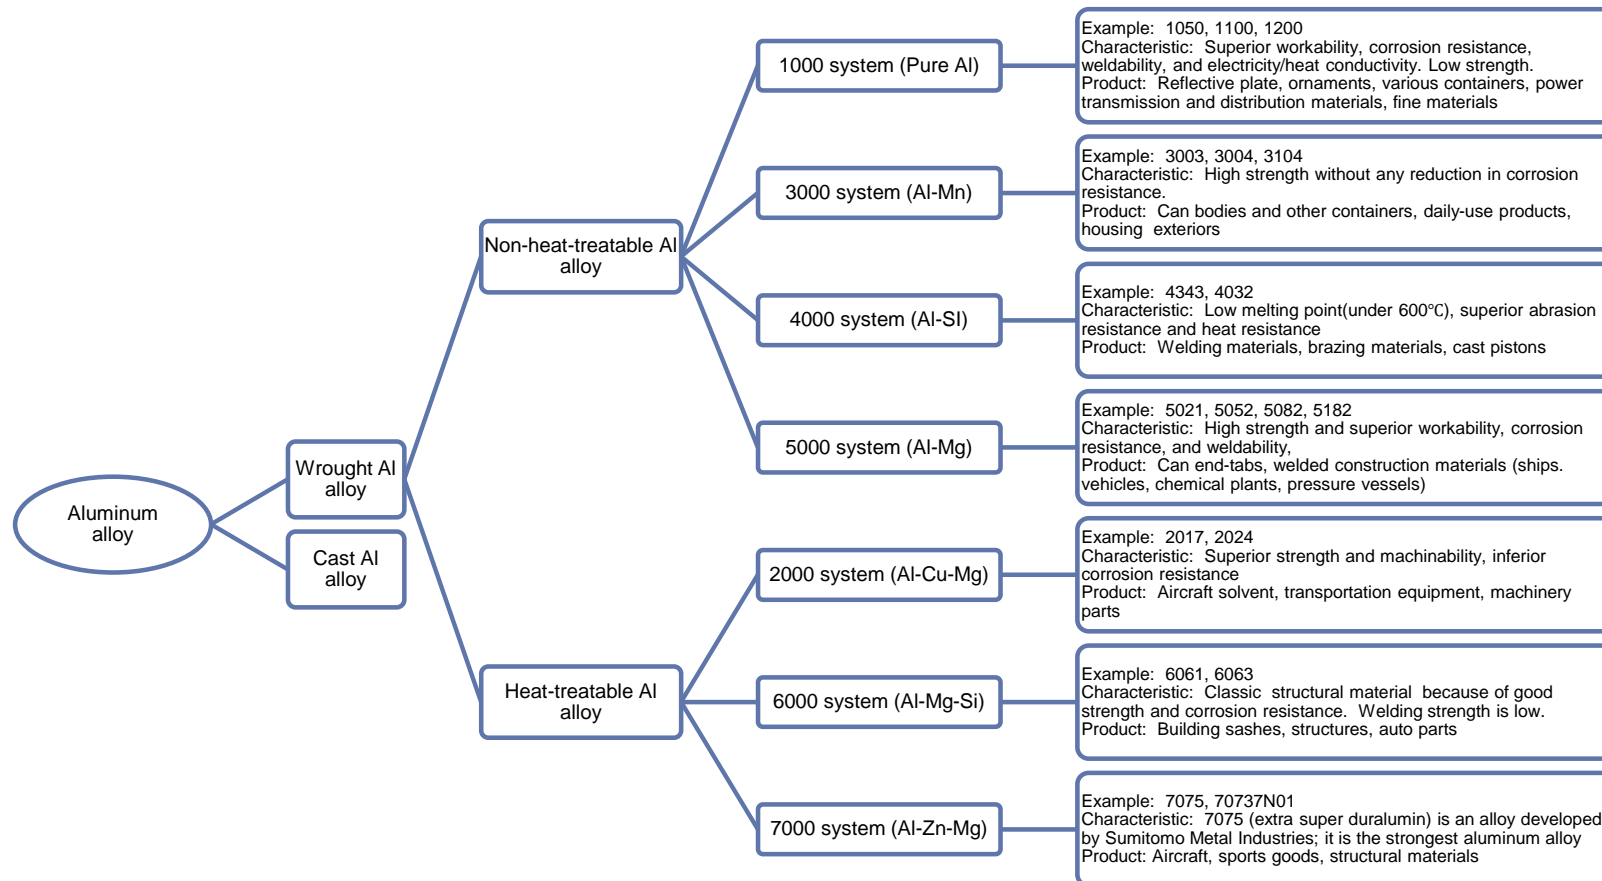 Aluminum
alloy
Wrought Al
alloy
Cast Al
alloy
Non-heat-treatable Al
alloy
Heat-treatable Al
alloy
1000 system (Pure Al)
Example:  1050, 1100, 1200
Characteristic:  Superior workability, corrosion resistance,
weldability, and electricity/heat conductivity. Low strength.
Product:  Reflective plate, ornaments, various containers, power
transmission and distribution materials, fine materials
3000 system (Al-Mn)
Example:  3003, 3004, 3104
Characteristic:  High strength without any reduction in corrosion
resistance.
Product:  Can bodies and other containers, daily-use products,
housing  exteriors
4000 system (Al-SI)
Example:  4343, 4032
Characteristic:  Low melting point(under 600℃), superior abrasion
resistance and heat resistance
Product:  Welding materials, brazing materials, cast pistons
5000 system (Al-Mg)
Example:  5021, 5052, 5082, 5182
Characteristic:  High strength and superior workability, corrosion
resistance, and weldability,
Product:  Can end-tabs, welded construction materials (ships.
vehicles, chemical plants, pressure vessels)
2000 system (Al-Cu-Mg)
Example:  2017, 2024
Characteristic:  Superior strength and machinability, inferior
corrosion resistance
Product:  Aircraft solvent, transportation equipment, machinery
parts
6000 system (Al-Mg-Si)
Example:  6061, 6063
Characteristic:  Classic  structural material  because of good
strength and corrosion resistance.  Welding strength is low.
Product:  Building sashes, structures, auto parts
7000 system (Al-Zn-Mg)
Example:  7075, 70737N01
Characteristic: 7075 (extra super duralumin) is an alloy developed
by Sumitomo Metal Industries; it is the strongest aluminum alloy
Product: Aircraft, sports goods, structural materials